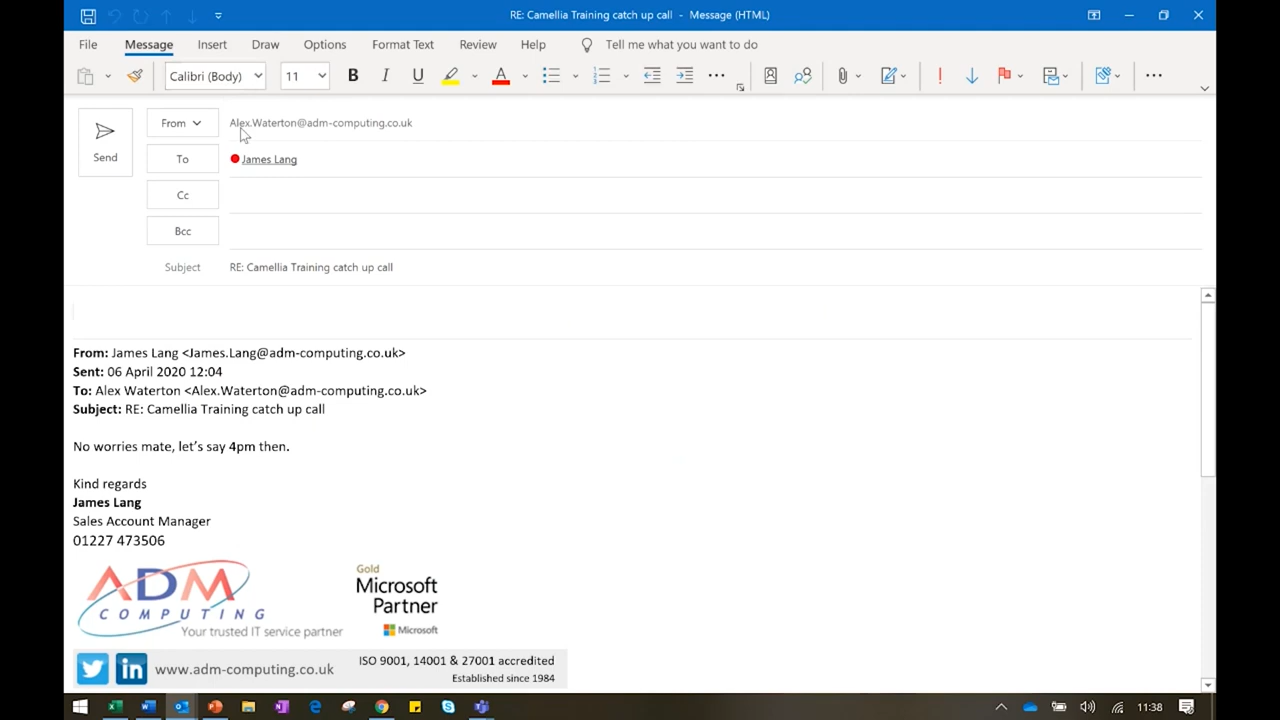 RE: Camellia Training catch up call - Message (HTML)
File Message Insert Draw Options Format Text Review Help Tell me what you want to do
Calibri (Body) 11 B I U A
From Alex.Waterton@adm-computing.co.uk
Send To James Lang
Cc
Bcc
Subject RE: Camellia Training catch up call
From: James Lang <James.Lang@adm-computing.co.uk>
Sent: 06 April 2020 12:04
To: Alex Waterton <Alex.Waterton@adm-computing.co.uk>
Subject: RE: Camellia Training catch up call
No worries mate, let's say 4pm then.
Kind regards
James Lang
Sales Account Manager
01227 473506
ADM
COMPUTING
Your trusted IT service partner
Gold
Microsoft
Partner
Microsoft
in www.adm-computing.co.uk
ISO 9001, 14001 & 27001 accredited
Established since 1984
11:38